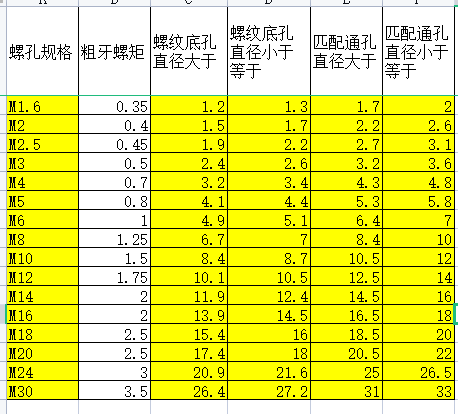 螺孔规格 粗牙螺矩 螺纹底孔直径大于 螺纹底孔直径小于等于 匹配通孔直径大于 匹配通孔直径小于等于
M1.6 0.35 1.2 1.3 1.7 2
M2 0.4 1.5 1.7 2.2 2.6
M2.5 0.45 1.9 2.2 2.7 3.1
M3 0.5 2.4 2.6 3.2 3.6
M4 0.7 3.2 3.4 4.3 4.8
M5 0.8 4.1 4.4 5.3 5.8
M6 1 4.9 5.1 6.4 7
M8 1.25 6.7 7 8.4 10
M10 1.5 8.4 8.7 10.5 12
M12 1.75 10.1 10.5 12.5 14
M14 2 11.9 12.4 14.5 16
M16 2 13.9 14.5 16.5 18
M18 2.5 15.4 16 18.5 20
M20 2.5 17.4 18 20.5 22
M24 3 20.9 21.6 25 26.5
M30 3.5 26.4 27.2 31 33